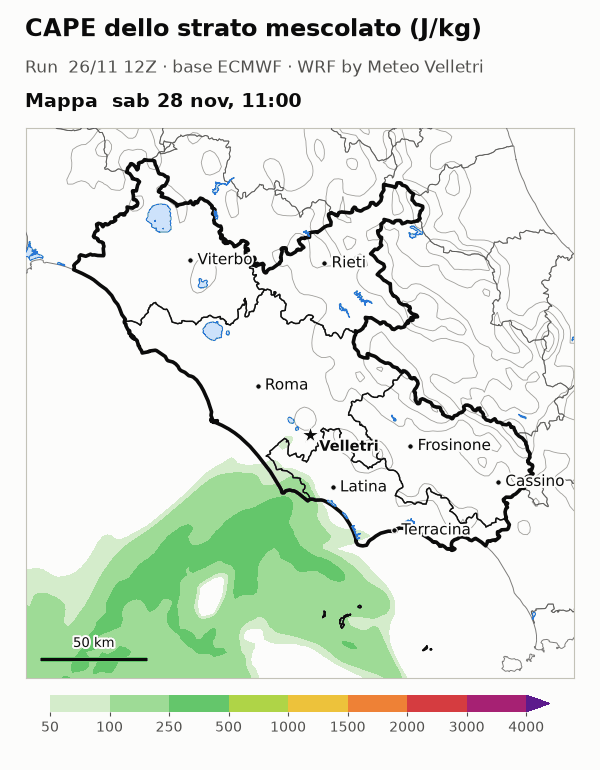 CAPE dello strato mescolato (J/kg)
Run  26/11 12Z · base ECMWF · WRF by Meteo Velletri
Mappa  sab 28 nov, 11:00
Viterbo
Rieti
Roma
Velletri
Frosinone
Cassino
Latina
Terracina
50 km
50 100 250 500 1000 1500 2000 3000 4000